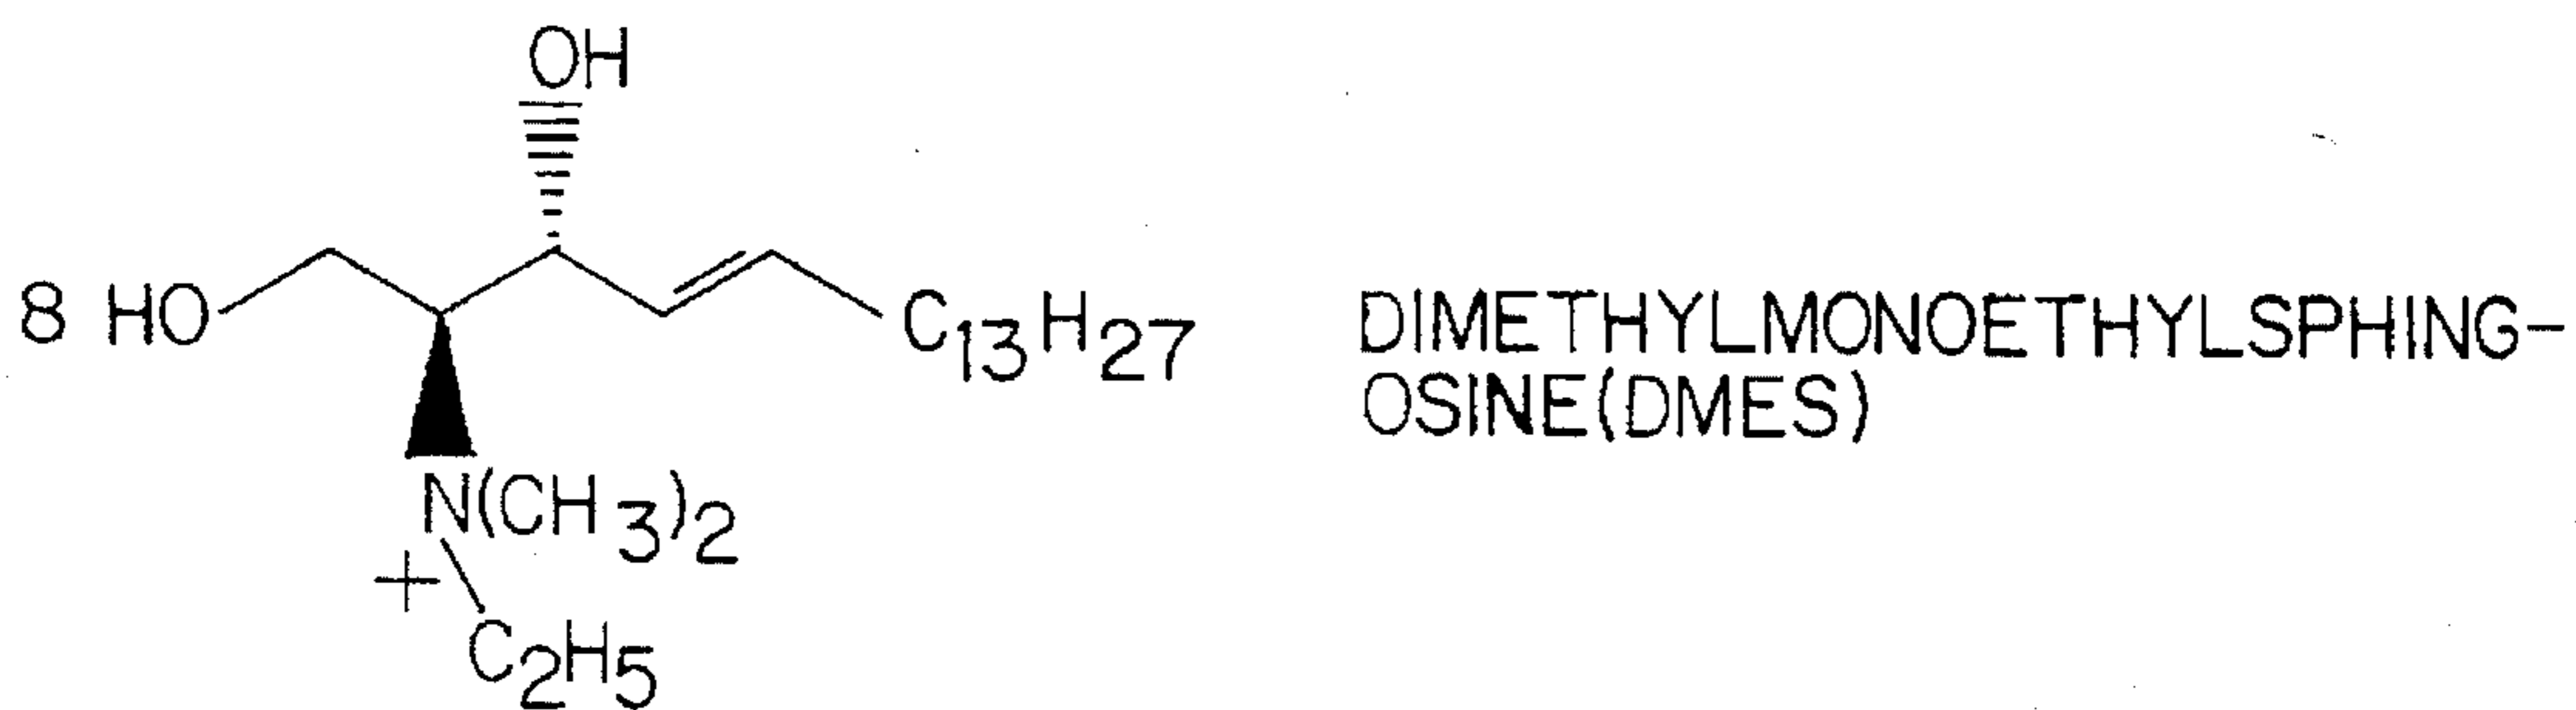 OH
8 HO
C13H27
DIMETHYLMONOETHYLSPHING-
OSINE(DMES)
N(CH3)2
+
C2H5